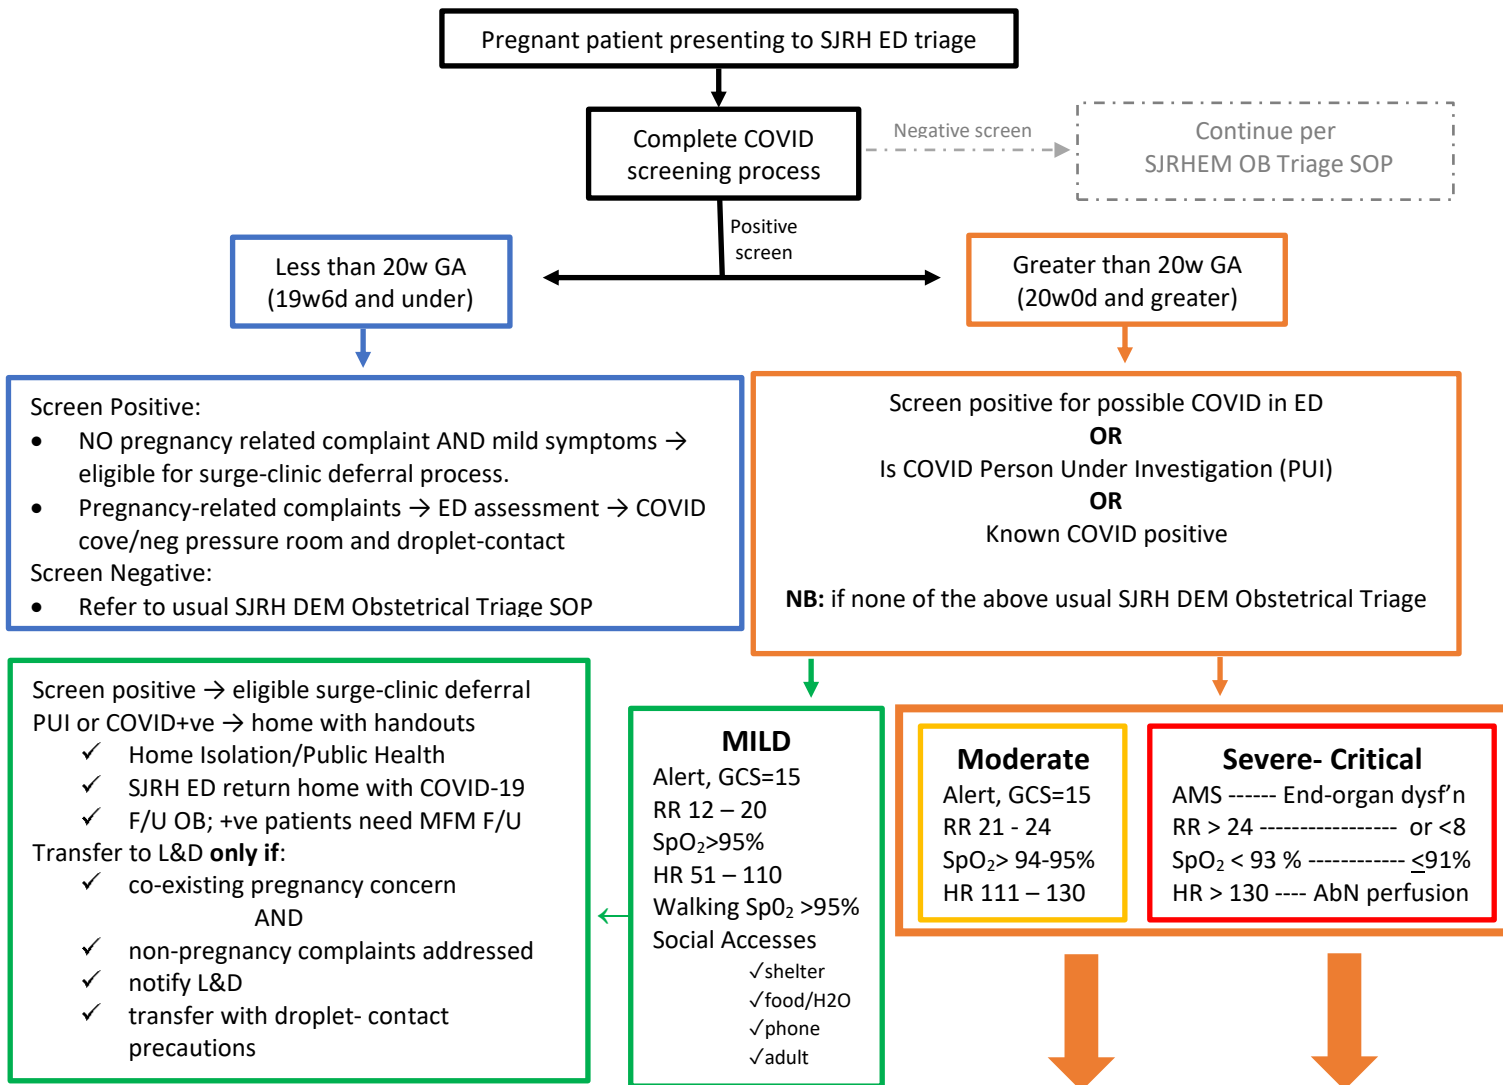 Pregnant patient presenting to SJRH ED triage
Complete COVID
screening process
Negative screen
Continue per
SJRHEM OB Triage SOP
Positive
screen
Less than 20w GA
(19w6d and under)
Greater than 20w GA
(20w0d and greater)
Screen Positive:
• NO pregnancy related complaint AND mild symptoms →
eligible for surge-clinic deferral process.
• Pregnancy-related complaints → ED assessment → COVID
cove/neg pressure room and droplet-contact
Screen Negative:
• Refer to usual SJRH DEM Obstetrical Triage SOP
Screen positive for possible COVID in ED
OR
Is COVID Person Under Investigation (PUI)
OR
Known COVID positive
NB: if none of the above usual SJRH DEM Obstetrical Triage
Screen positive → eligible surge-clinic deferral
PUI or COVID+ve → home with handouts
✓ Home Isolation/Public Health
✓ SJRH ED return home with COVID-19
✓ F/U OB; +ve patients need MFM F/U
Transfer to L&D only if:
✓ co-existing pregnancy concern
AND
✓ non-pregnancy complaints addressed
✓ notify L&D
✓ transfer with droplet- contact
precautions
MILD
Alert, GCS=15
RR 12 – 20
SpO₂>95%
HR 51 – 110
Walking Sp0₂ >95%
Social Accesses
✓shelter
✓food/H2O
✓phone
✓adult
Moderate
Alert, GCS=15
RR 21 - 24
SpO₂> 94-95%
HR 111 – 130
Severe- Critical
AMS ------ End-organ dysf’n
RR > 24 ----------------- or <8
SpO₂ < 93 % ------------ ≤91%
HR > 130 ---- AbN perfusion